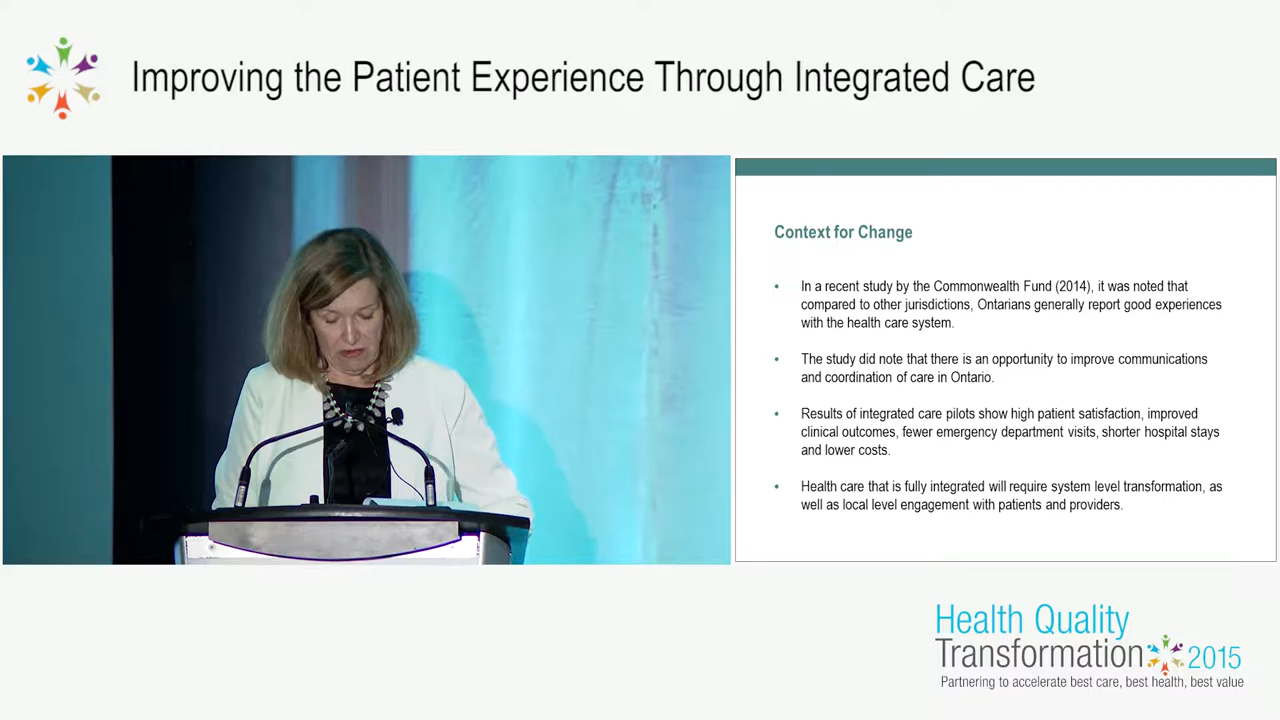 Improving the Patient Experience Through Integrated Care
Context for Change
• In a recent study by the Commonwealth Fund (2014), it was noted that
compared to other jurisdictions, Ontarians generally report good experiences
with the health care system.
• The study did note that there is an opportunity to improve communications
and coordination of care in Ontario.
• Results of integrated care pilots show high patient satisfaction, improved
clinical outcomes, fewer emergency department visits, shorter hospital stays
and lower costs.
• Health care that is fully integrated will require system level transformation, as
well as local level engagement with patients and providers.
Health Quality
Transformation 2015
Partnering to accelerate best care, best health, best value